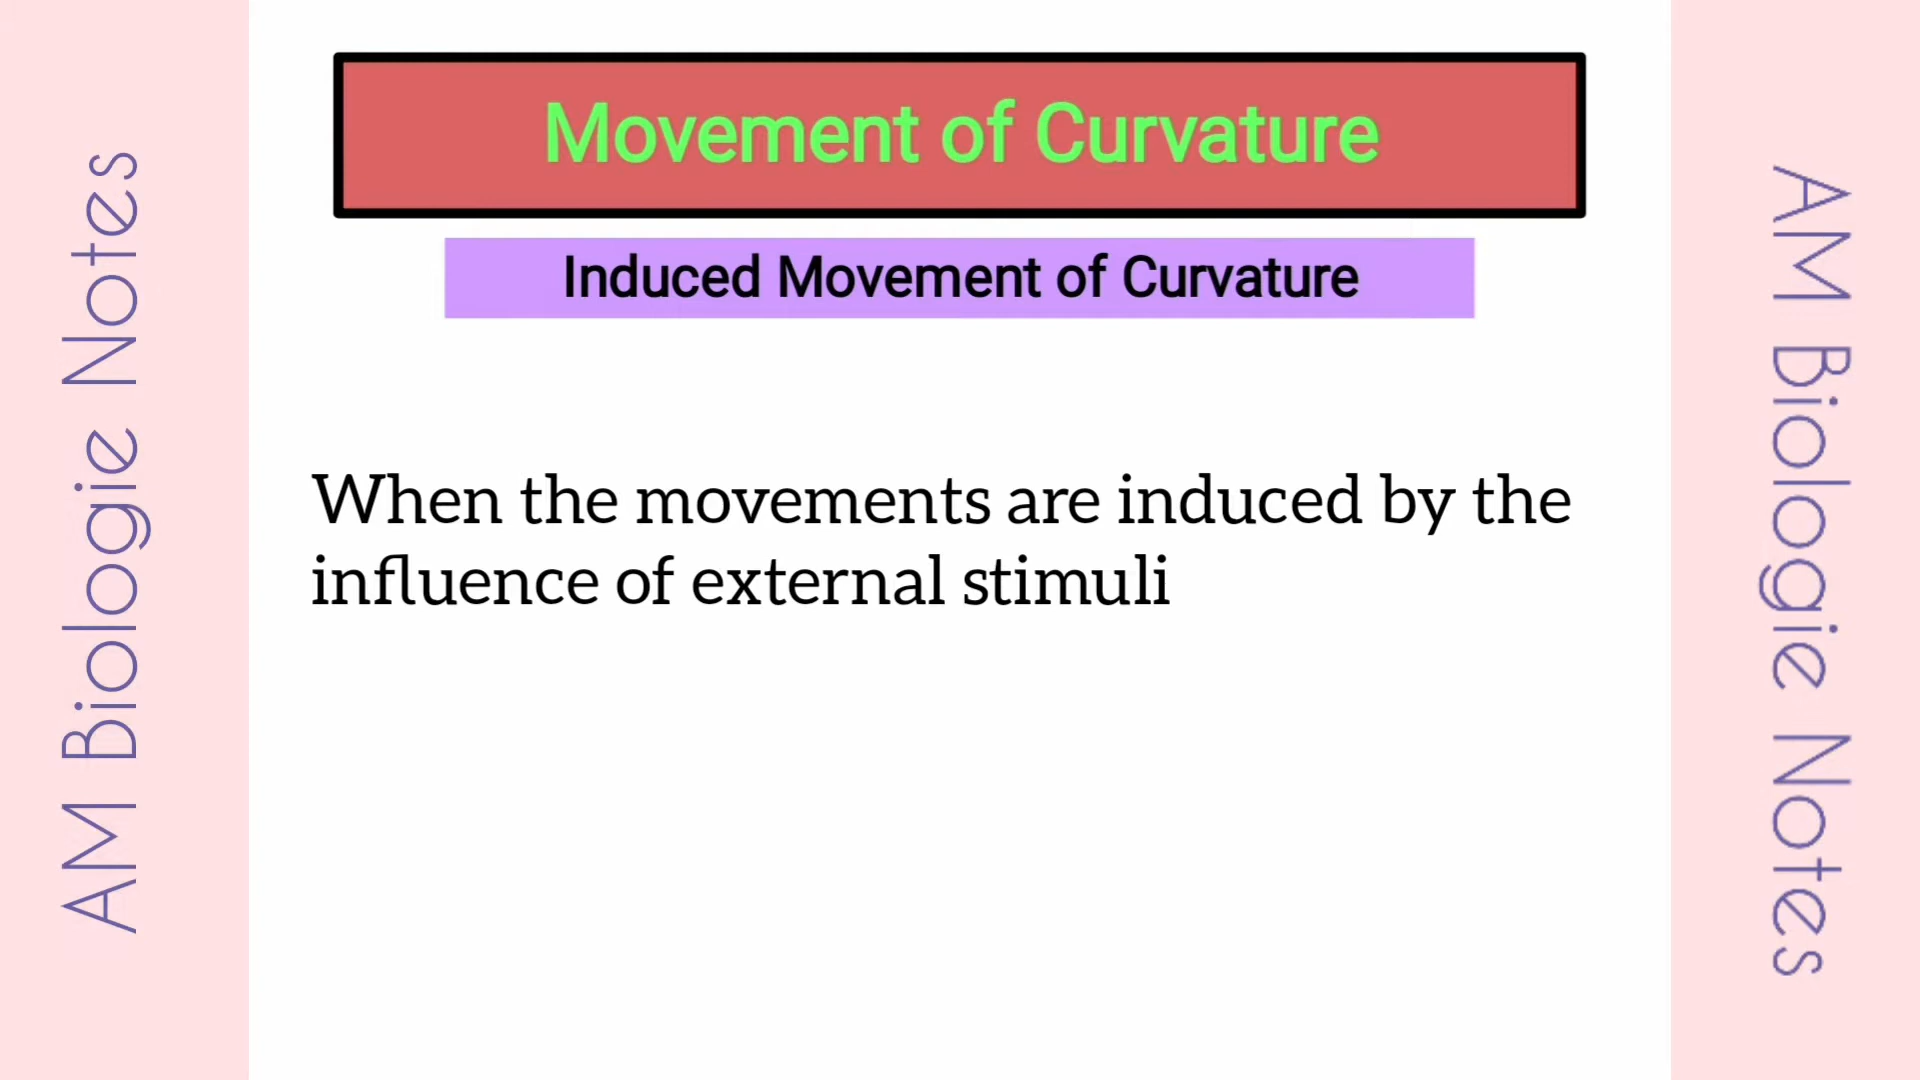 Movement of Curvature
Induced Movement of Curvature
When the movements are induced by the
influence of external stimuli
AM Biologie Notes
AM Biologie Notes